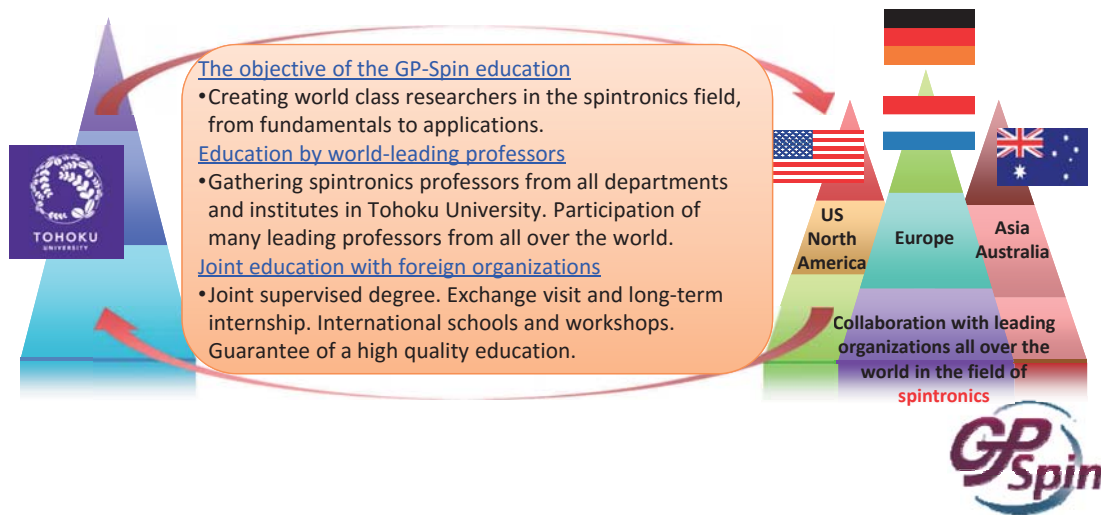 The objective of the GP-Spin education
•Creating world class researchers in the spintronics field,
from fundamentals to applications.
Education by world-leading professors
•Gathering spintronics professors from all departments
and institutes in Tohoku University. Participation of
many leading professors from all over the world.
Joint education with foreign organizations
•Joint supervised degree. Exchange visit and long-term
internship. International schools and workshops.
Guarantee of a high quality education.
TOHOKU
UNIVERSITY
US
North
America
Europe
Asia
Australia
Collaboration with leading
organizations all over the
world in the field of
spintronics
GP
Spin